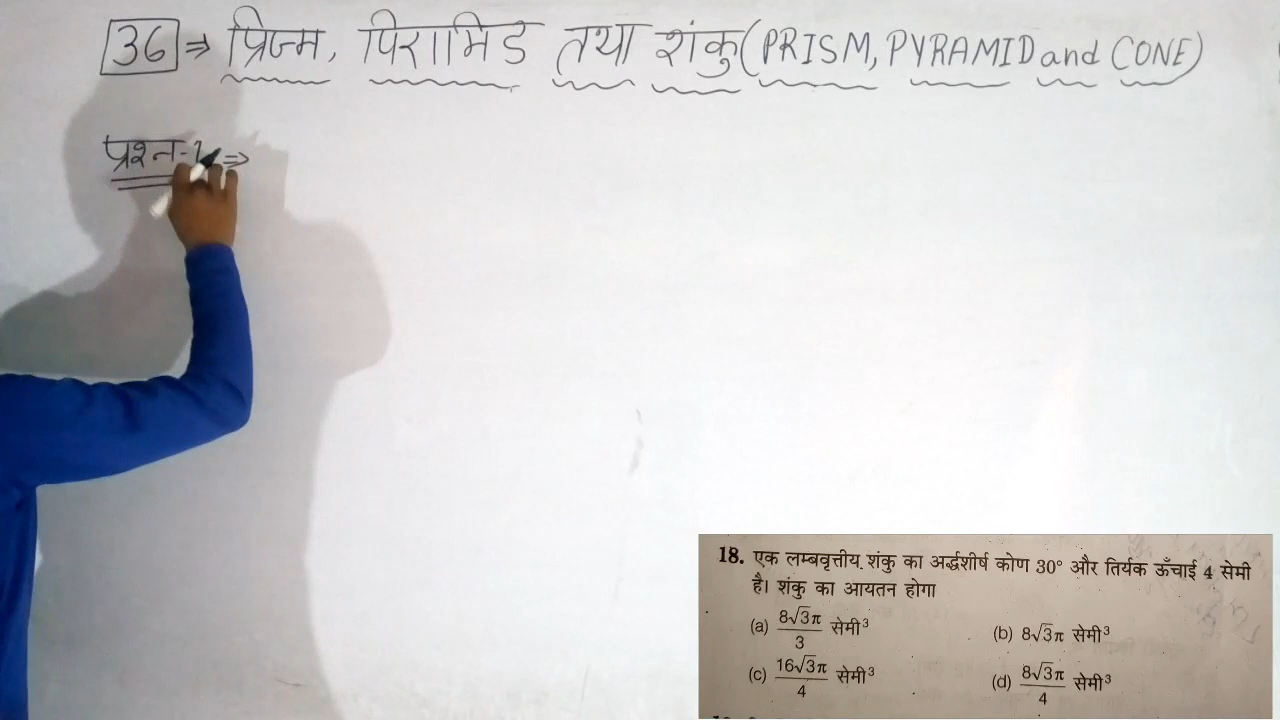 36 ⇒ प्रिज्म, पिरामिड तथा शंकु (PRISM, PYRAMID and CONE)
प्रश्न-1 ⇒
18. एक लम्बवृत्तीय शंकु का अर्द्धशीर्ष कोण 30° और तिर्यक ऊँचाई 4 सेमी
है। शंकु का आयतन होगा
(a) 8√3π/3 सेमी³ (b) 8√3π सेमी³
(c) 16√3π/4 सेमी³ (d) 8√3π/4 सेमी³